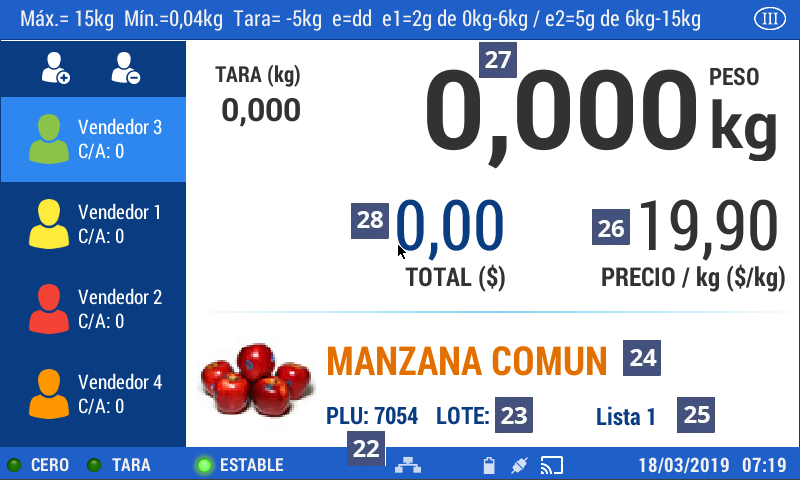 Máx.= 15kg Mín.=0,04kg Tara= -5kg e=dd e1=2g de 0kg-6kg / e2=5g de 6kg-15kg III
TARA (kg)
0,000
27
0,000
PESO
kg
Vendedor 3
C/A: 0
Vendedor 1
C/A: 0
Vendedor 2
C/A: 0
Vendedor 4
C/A: 0
28
0,00
TOTAL ($)
26
19,90
PRECIO / kg ($/kg)
MANZANA COMUN 24
PLU: 7054 LOTE: 23 Lista 1 25
22
CERO TARA ESTABLE 18/03/2019 07:19